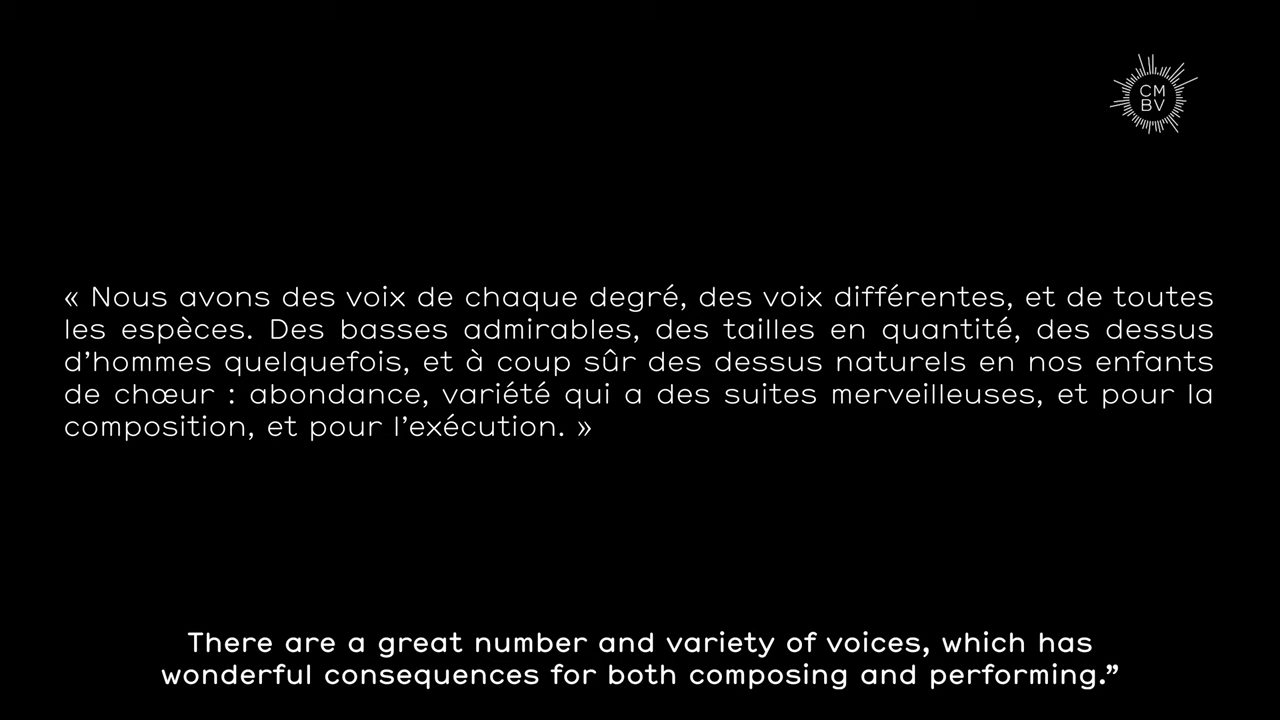 CM
BV
« Nous avons des voix de chaque degré, des voix différentes, et de toutes
les espèces. Des basses admirables, des tailles en quantité, des dessus
d’hommes quelquefois, et à coup sûr des dessus naturels en nos enfants
de chœur : abondance, variété qui a des suites merveilleuses, et pour la
composition, et pour l’exécution. »
There are a great number and variety of voices, which has
wonderful consequences for both composing and performing.”